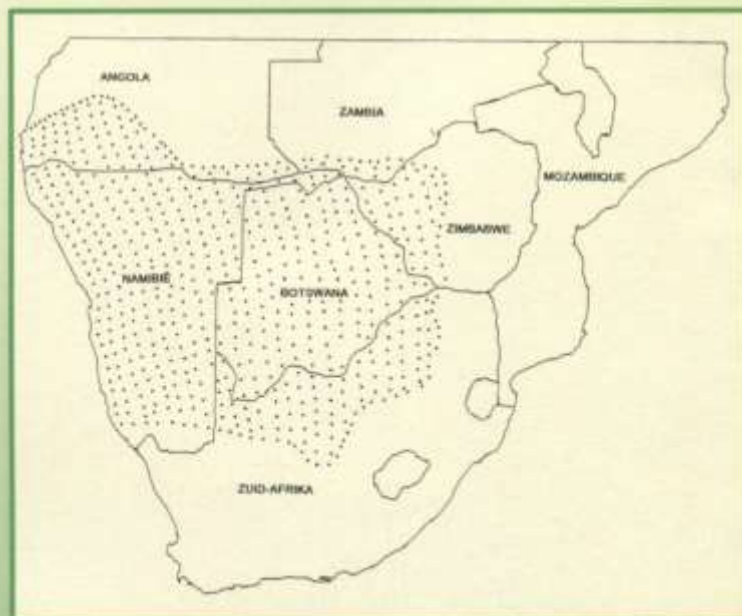 ANGOLA
ZAMBIA
MOZAMBIQUE
ZIMBABWE
NAMIBIË
BOTSWANA
ZUID-AFRIKA